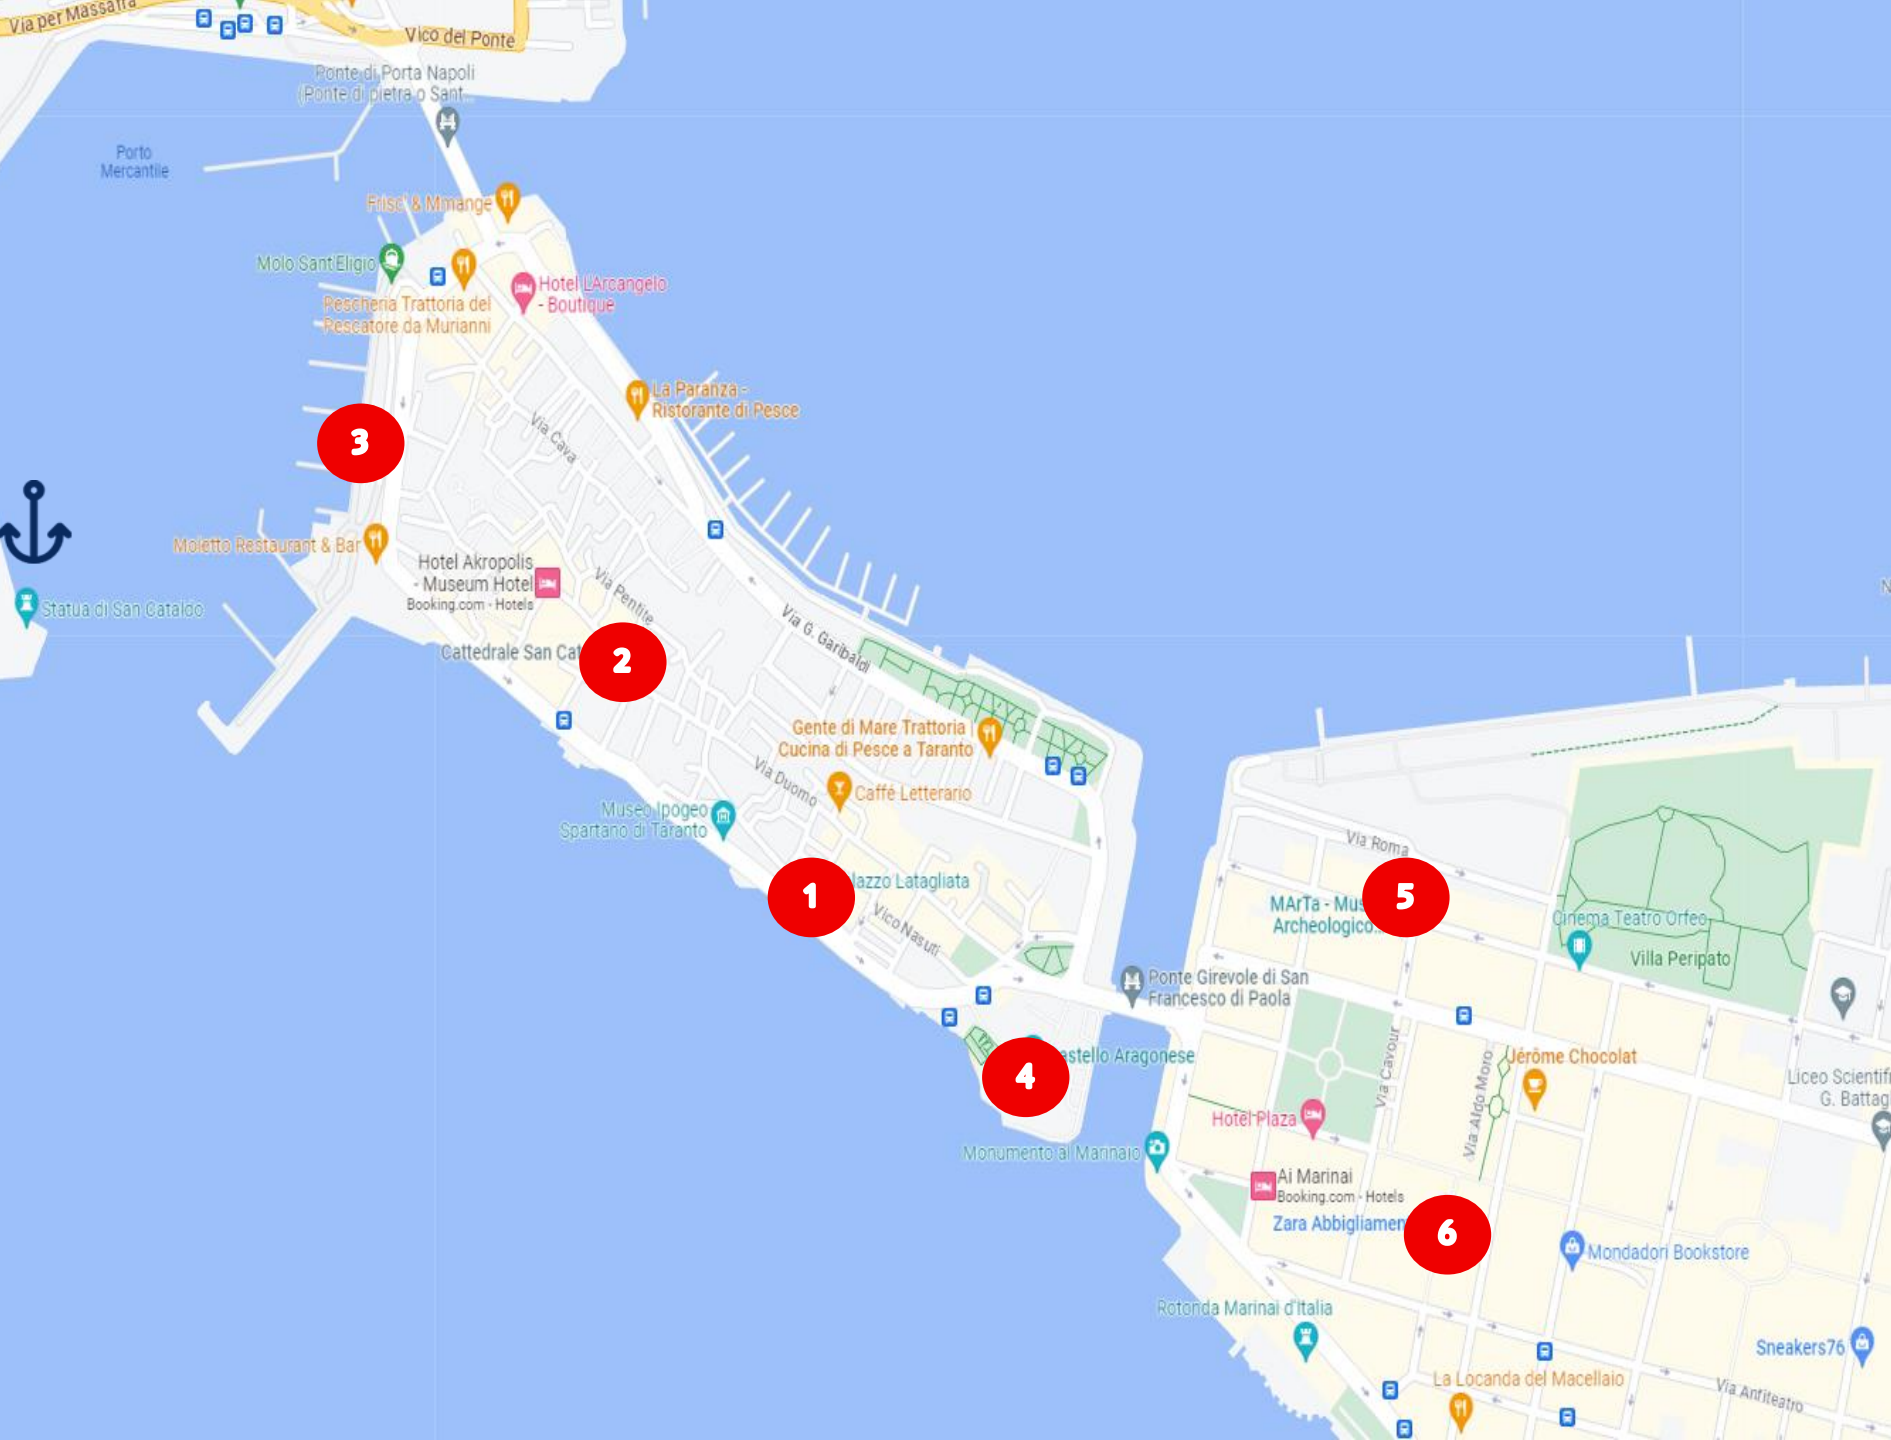 Via per Massafra
Vico del Ponte
Ponte di Porta Napoli
(Ponte di pietra o Sant...
Porto
Mercantile
Frisc' & Mmange
Molo Sant'Eligio
Pescheria Trattoria del
Pescatore da Murianni
Hotel L'Arcangelo
- Boutique
La Paranza -
Ristorante di Pesce
Via Cava
3
Moletto Restaurant & Bar
Hotel Akropolis
- Museum Hotel
Booking.com - Hotels
Via Pentite
Statua di San Cataldo
Via G. Garibaldi
Cattedrale San Cat
2
Gente di Mare Trattoria |
Cucina di Pesce a Taranto
Via Duomo
Caffé Letterario
Museo Ipogeo
Spartano di Taranto
Via Roma
1
lazzo Latagliata
Vico Nasuti
MArTa - Mus
Archeologico...
5
Cinema Teatro Orfeo
Villa Peripato
Ponte Girevole di San
Francesco di Paola
4
astello Aragonese
Via Cavour
Via Aldo Moro
Jérôme Chocolat
Liceo Scientifi
G. Battag
Hotel Plaza
Monumento al Marinaio
Ai Marinai
Booking.com - Hotels
Zara Abbigliamen
6
Mondadori Bookstore
Rotonda Marinai d'Italia
Sneakers76
La Locanda del Macellaio
Via Antiteatro
N